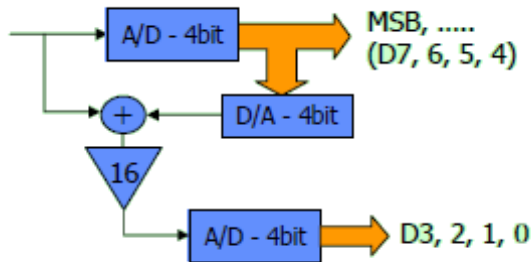 A/D - 4bit
MSB, .....
(D7, 6, 5, 4)
+
D/A - 4bit
16
A/D - 4bit
D3, 2, 1, 0